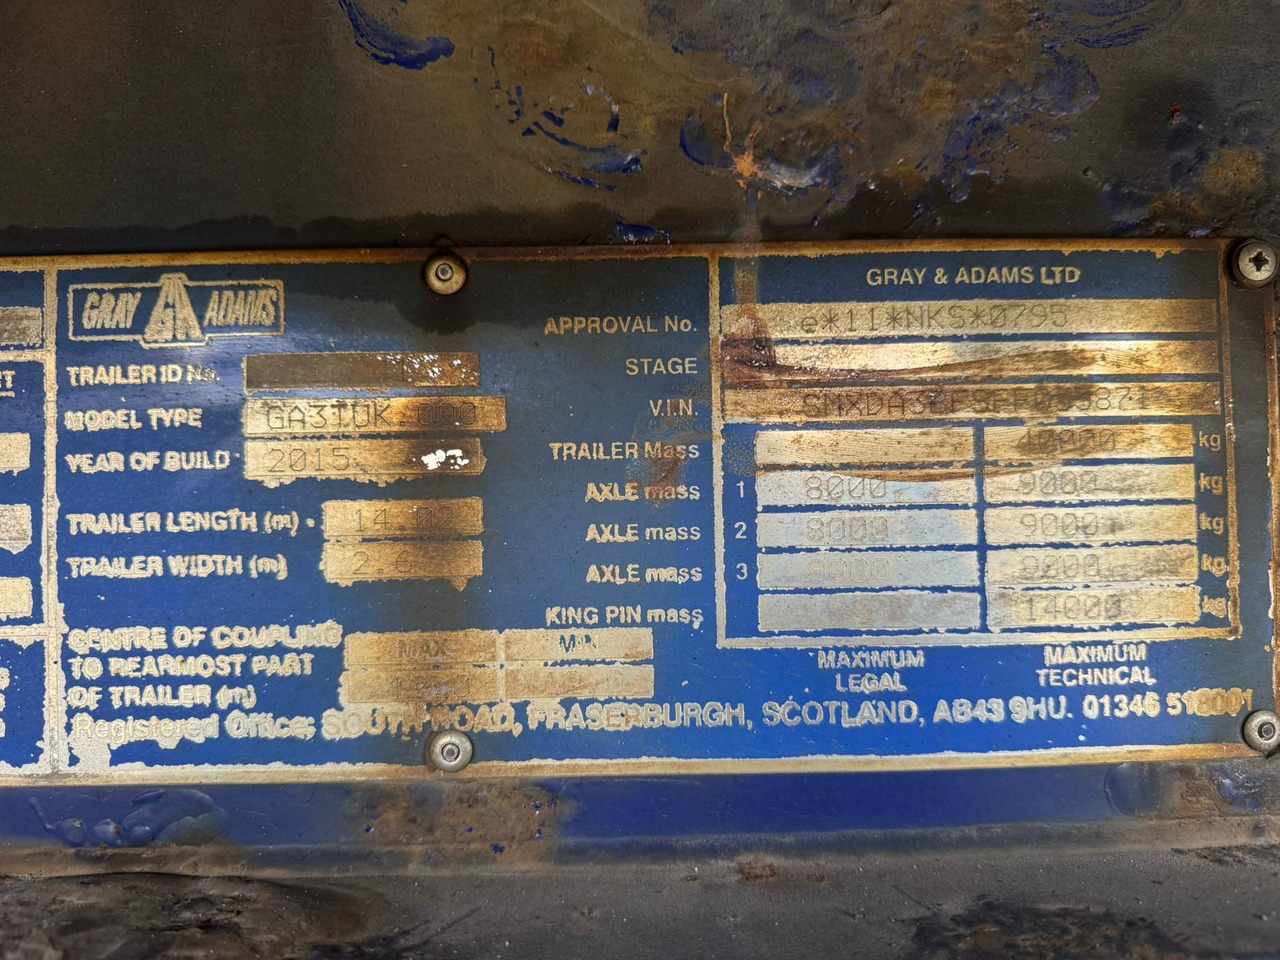 GRAY ADAMS
TRAILER ID No.
MODEL TYPE GA3TUK.000
YEAR OF BUILD 2015
TRAILER LENGTH (m) 14.02
TRAILER WIDTH (m)
CENTRE OF COUPLING
TO REARMOST PART
OF TRAILER (m)
MAX
GRAY & ADAMS LTD
APPROVAL No. e*11*NKS*0795
STAGE
V.I.N.
TRAILER Mass 40000 kg
AXLE mass 1 8000 9000 kg
AXLE mass 2 8000 9000 kg
AXLE mass 3 8000 9000 kg
KING PIN mass 14000 kg
MAXIMUM LEGAL
MAXIMUM TECHNICAL
Registered Office; SOUTH ROAD, FRASERBURGH, SCOTLAND, AB43 9HU. 01346